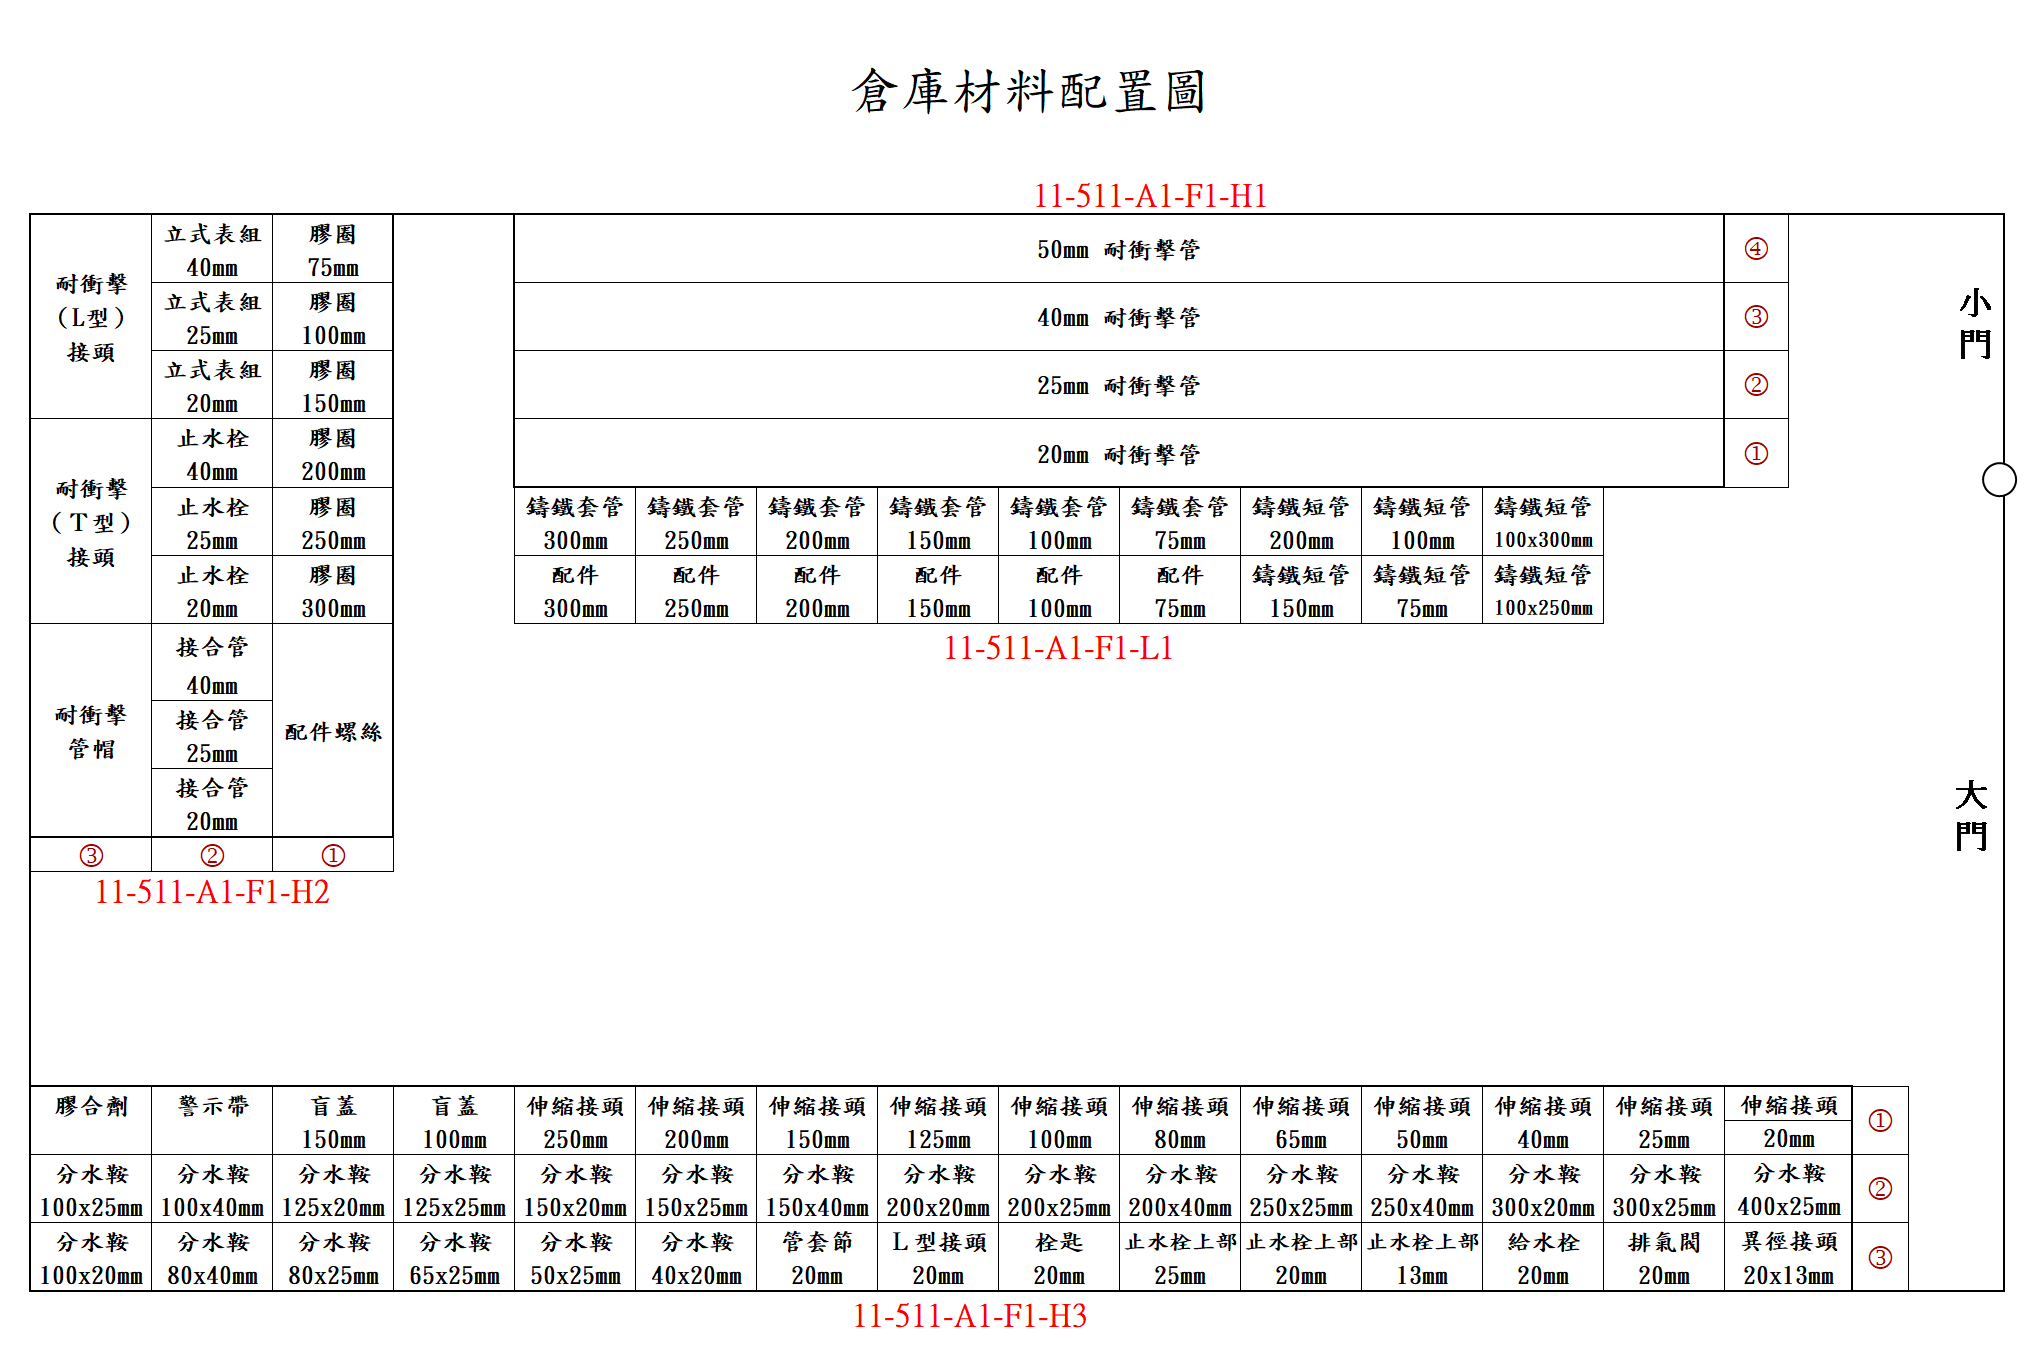 倉庫材料配置圖
11-511-A1-F1-H1
耐衝擊
（L型）
接頭
立式表組
40mm
膠圈
75mm
立式表組
25mm
膠圈
100mm
立式表組
20mm
膠圈
150mm
耐衝擊
（T型）
接頭
止水栓
40mm
膠圈
200mm
止水栓
25mm
膠圈
250mm
止水栓
20mm
膠圈
300mm
耐衝擊
管帽
接合管
40mm
接合管
25mm
接合管
20mm
配件螺絲
③ ② ①
11-511-A1-F1-H2
50mm 耐衝擊管 ④
40mm 耐衝擊管 ③
25mm 耐衝擊管 ②
20mm 耐衝擊管 ①
鑄鐵套管 鑄鐵套管 鑄鐵套管 鑄鐵套管 鑄鐵套管 鑄鐵套管 鑄鐵短管 鑄鐵短管 鑄鐵短管
300mm 250mm 200mm 150mm 100mm 75mm 200mm 100mm 100x300mm
配件 配件 配件 配件 配件 配件 鑄鐵短管 鑄鐵短管 鑄鐵短管
300mm 250mm 200mm 150mm 100mm 75mm 150mm 75mm 100x250mm
11-511-A1-F1-L1
小
門
大
門
膠合劑 警示帶 盲蓋 盲蓋 伸縮接頭 伸縮接頭 伸縮接頭 伸縮接頭 伸縮接頭 伸縮接頭 伸縮接頭 伸縮接頭 伸縮接頭 伸縮接頭 伸縮接頭 ①
150mm 100mm 250mm 200mm 150mm 125mm 100mm 80mm 65mm 50mm 40mm 25mm 20mm
分水鞍 分水鞍 分水鞍 分水鞍 分水鞍 分水鞍 分水鞍 分水鞍 分水鞍 分水鞍 分水鞍 分水鞍 分水鞍 分水鞍 分水鞍 ②
100x25mm 100x40mm 125x20mm 125x25mm 150x20mm 150x25mm 150x40mm 200x20mm 200x25mm 200x40mm 250x25mm 250x40mm 300x20mm 300x25mm 400x25mm
分水鞍 分水鞍 分水鞍 分水鞍 分水鞍 分水鞍 管套節 L型接頭 栓匙 止水栓上部 止水栓上部 止水栓上部 給水栓 排氣閥 異徑接頭 ③
100x20mm 80x40mm 80x25mm 65x25mm 50x25mm 40x20mm 20mm 20mm 20mm 25mm 20mm 13mm 20mm 20mm 20x13mm
11-511-A1-F1-H3